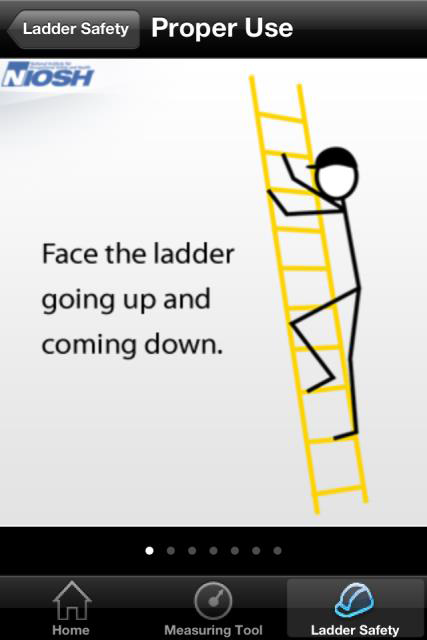 Ladder Safety
Proper Use
NIOSH
Face the ladder
going up and
coming down.
Home
Measuring Tool
Ladder Safety